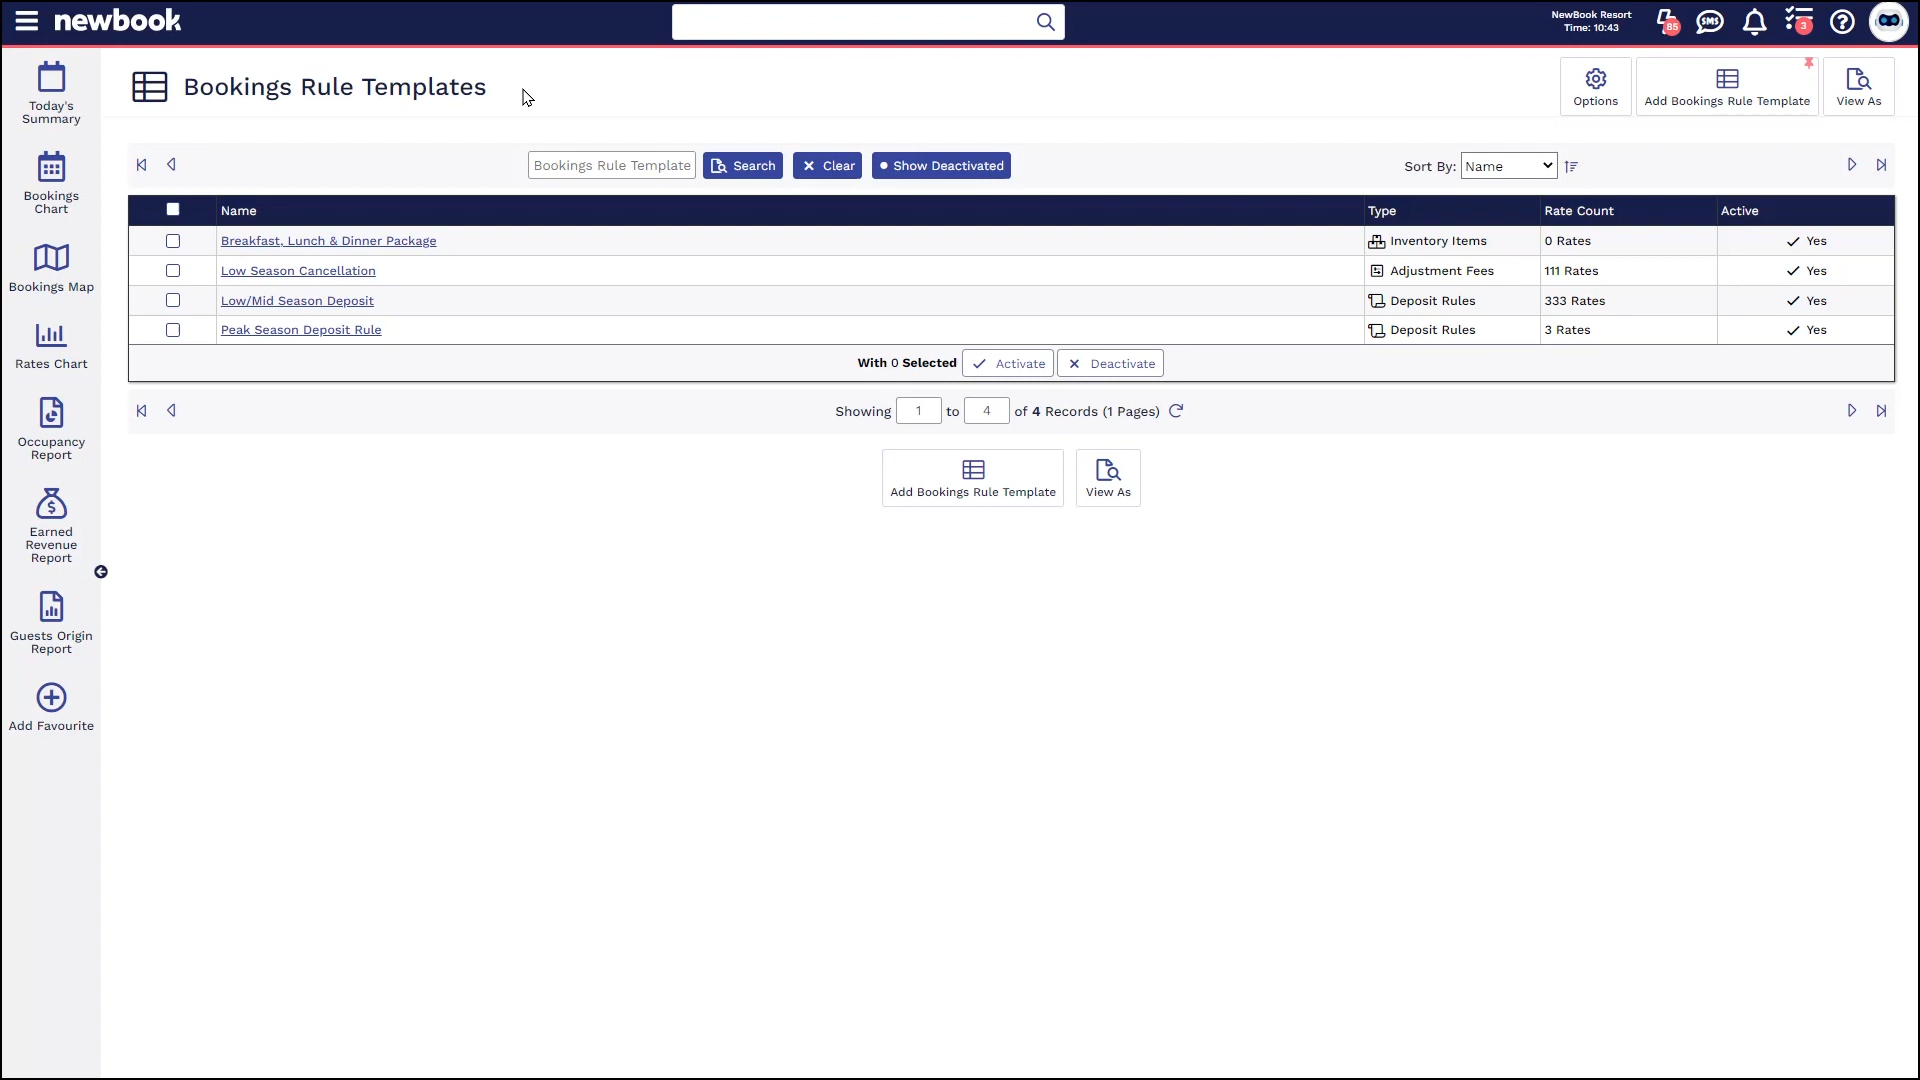 newbook
NewBook Resort
Time: 10:43
85
SMS
3
Today's
Summary
Bookings
Chart
Bookings Map
Rates Chart
Occupancy
Report
Earned
Revenue
Report
Guests Origin
Report
Add Favourite
Bookings Rule Templates
Options
Add Bookings Rule Template
View As
Bookings Rule Template
Search
Clear
Show Deactivated
Sort By: Name
Name Type Rate Count Active
Breakfast, Lunch & Dinner Package Inventory Items 0 Rates Yes
Low Season Cancellation Adjustment Fees 111 Rates Yes
Low/Mid Season Deposit Deposit Rules 333 Rates Yes
Peak Season Deposit Rule Deposit Rules 3 Rates Yes
With 0 Selected Activate Deactivate
Showing 1 to 4 of 4 Records (1 Pages)
Add Bookings Rule Template
View As